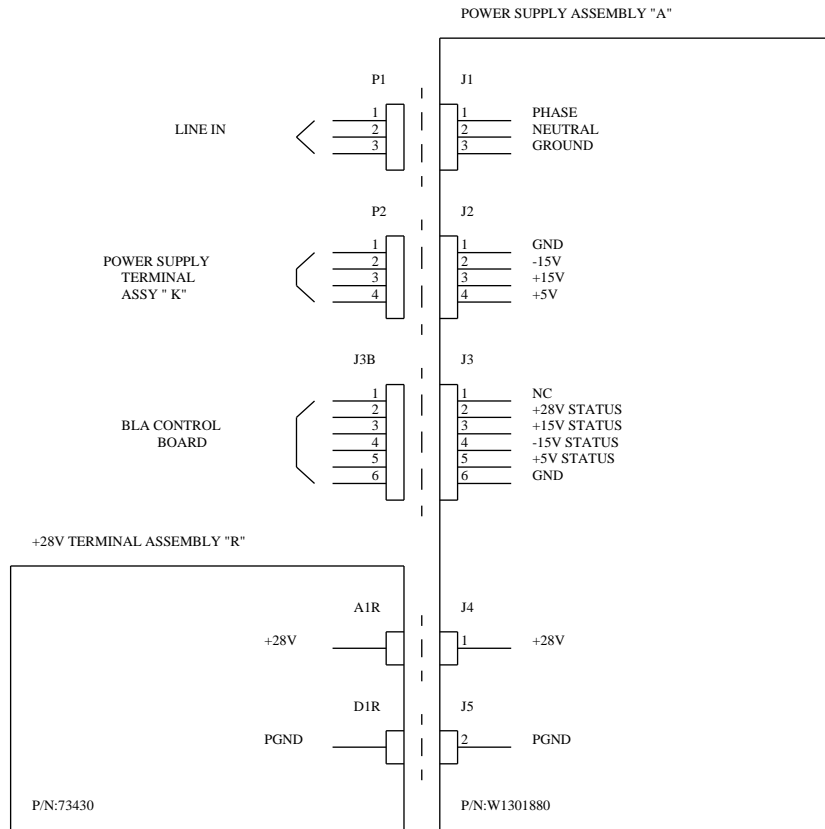 POWER SUPPLY ASSEMBLY "A"
P1
J1
LINE IN
1
2
3
1
2
3
PHASE
NEUTRAL
GROUND
P2
J2
POWER SUPPLY
TERMINAL
ASSY " K"
1
2
3
4
1
2
3
4
GND
-15V
+15V
+5V
J3B
J3
BLA CONTROL
BOARD
1
2
3
4
5
6
1
2
3
4
5
6
NC
+28V STATUS
+15V STATUS
-15V STATUS
+5V STATUS
GND
+28V TERMINAL ASSEMBLY "R"
A1R
J4
+28V
1
+28V
D1R
J5
PGND
2
PGND
P/N:73430
P/N:W1301880